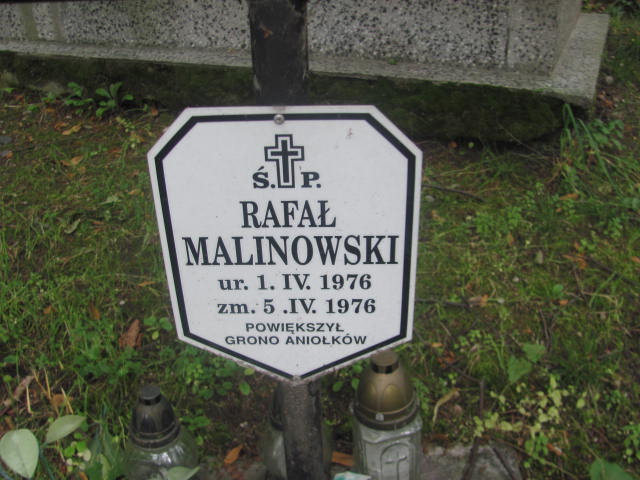 Ś. P.
RAFAŁ
MALINOWSKI
ur. 1. IV. 1976
zm. 5 .IV. 1976
POWIĘKSZYŁ
GRONO ANIOŁKÓW